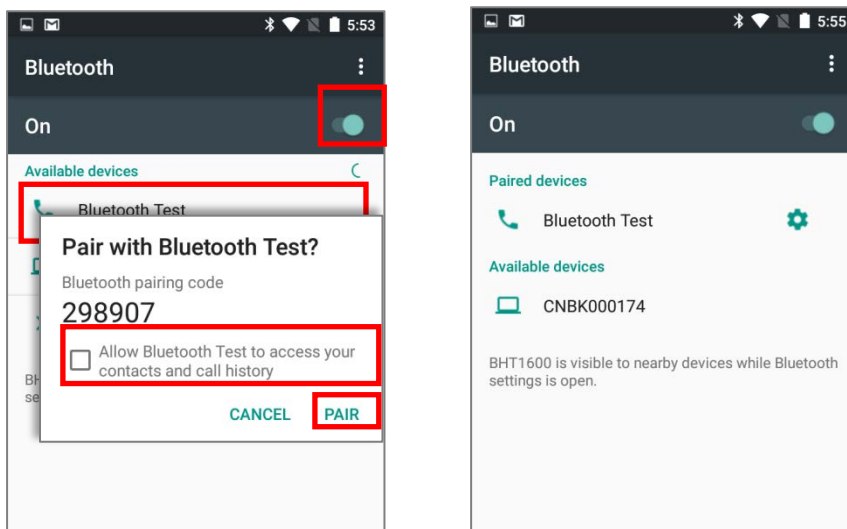 5:53
Bluetooth
On
Available devices
Bluetooth Test
Pair with Bluetooth Test?
Bluetooth pairing code
298907
Allow Bluetooth Test to access your
contacts and call history
BH
se
CANCEL
PAIR
5:55
Bluetooth
On
Paired devices
Bluetooth Test
Available devices
CNBK000174
BHT1600 is visible to nearby devices while Bluetooth
settings is open.